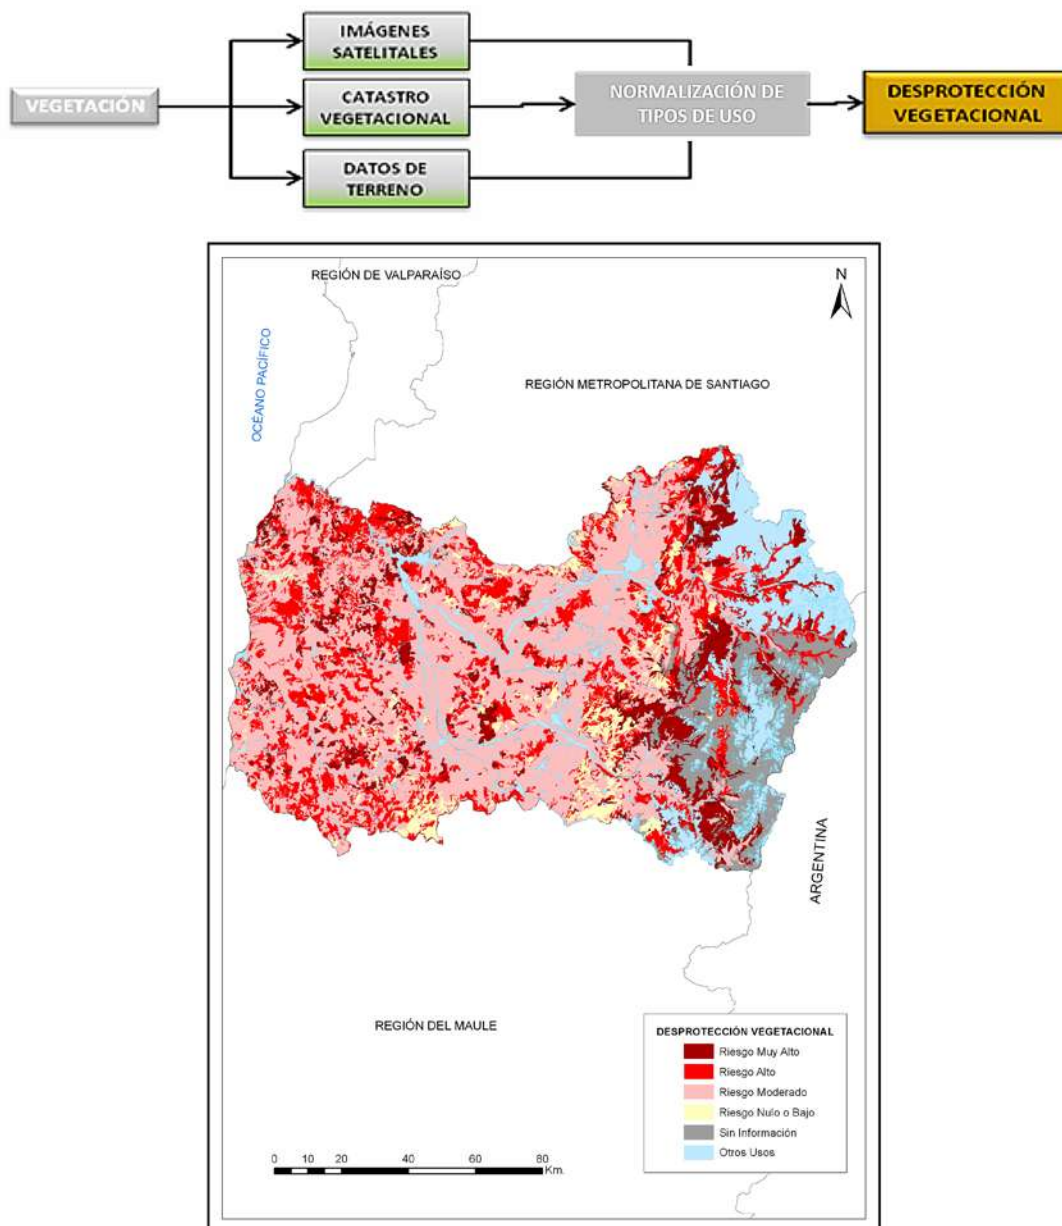 VEGETACIÓN
IMÁGENES
SATELITALES
CATASTRO
VEGETACIONAL
DATOS DE
TERRENO
NORMALIZACIÓN DE
TIPOS DE USO
DESPROTECCIÓN
VEGETACIONAL
REGIÓN DE VALPARAÍSO
N
OCÉANO PACÍFICO
REGIÓN METROPOLITANA DE SANTIAGO
ARGENTINA
REGIÓN DEL MAULE
DESPROTECCIÓN VEGETACIONAL
Riesgo Muy Alto
Riesgo Alto
Riesgo Moderado
Riesgo Nulo o Bajo
Sin Información
Otros Usos
0 10 20 40 60 80
Km.